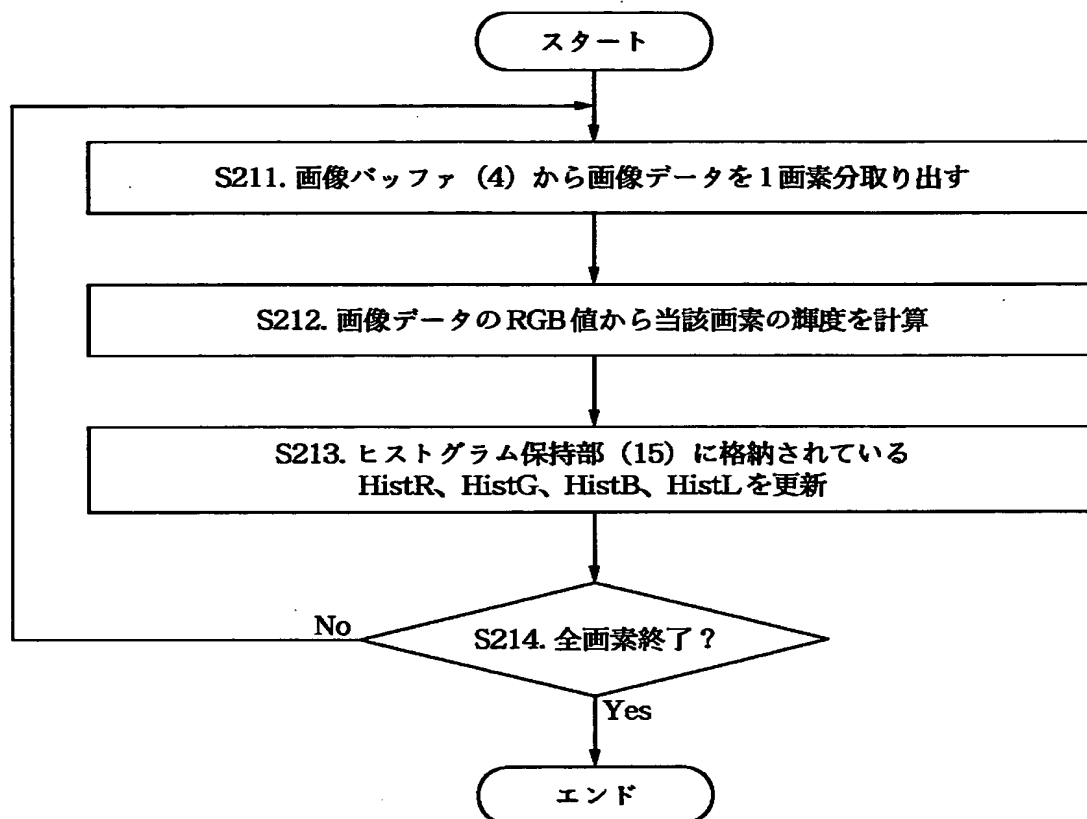 スタート
S211. 画像バッファ（4）から画像データを1画素分取り出す
S212. 画像データのRGB値から当該画素の輝度を計算
S213. ヒストグラム保持部（15）に格納されている
HistR、HistG、HistB、HistLを更新
No
S214. 全画素終了？
Yes
エンド